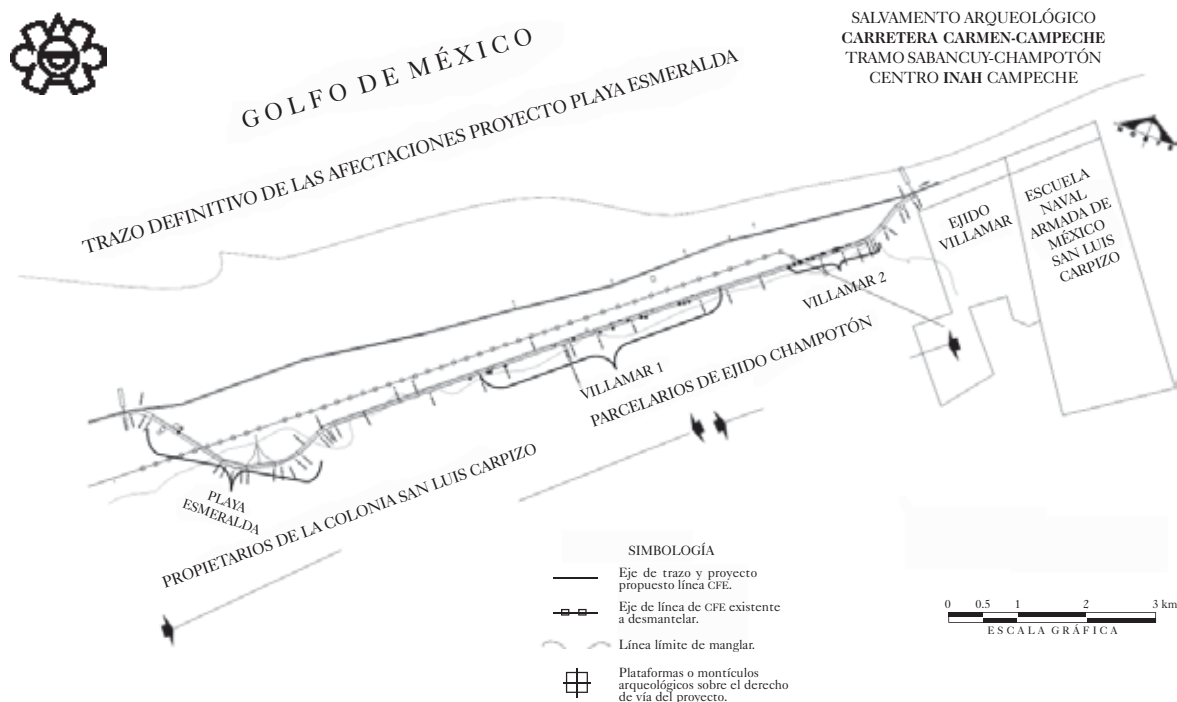 SALVAMENTO ARQUEOLÓGICO
CARRETERA CARMEN-CAMPECHE
TRAMO SABANCUY-CHAMPOTÓN
CENTRO INAH CAMPECHE
GOLFO DE MÉXICO
TRAZO DEFINITIVO DE LAS AFECTACIONES PROYECTO PLAYA ESMERALDA
ESCUELA
NAVAL
ARMADA DE
MÉXICO
SAN LUIS
CARPIZO
EJIDO
VILLAMAR
VILLAMAR 2
VILLAMAR 1
PARCELARIOS DE EJIDO CHAMPOTÓN
PLAYA
ESMERALDA
PROPIETARIOS DE LA COLONIA SAN LUIS CARPIZO
SIMBOLOGÍA
Eje de trazo y proyecto
propuesto línea CFE.
Eje de línea de CFE existente
a desmantelar.
Línea límite de manglar.
Plataformas o montículos
arqueológicos sobre el derecho
de vía del proyecto.
0 0.5 1 2 3 km
ESCALA GRÁFICA